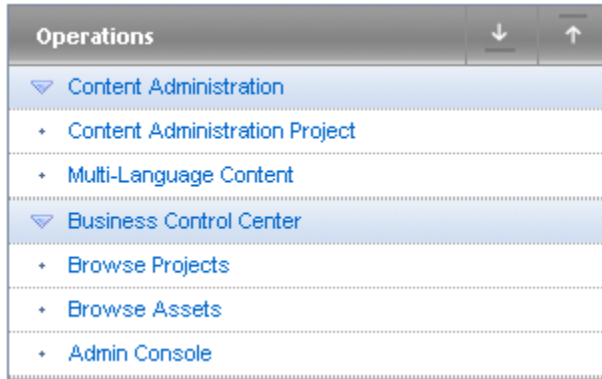 Operations
Content Administration
Content Administration Project
Multi-Language Content
Business Control Center
Browse Projects
Browse Assets
Admin Console